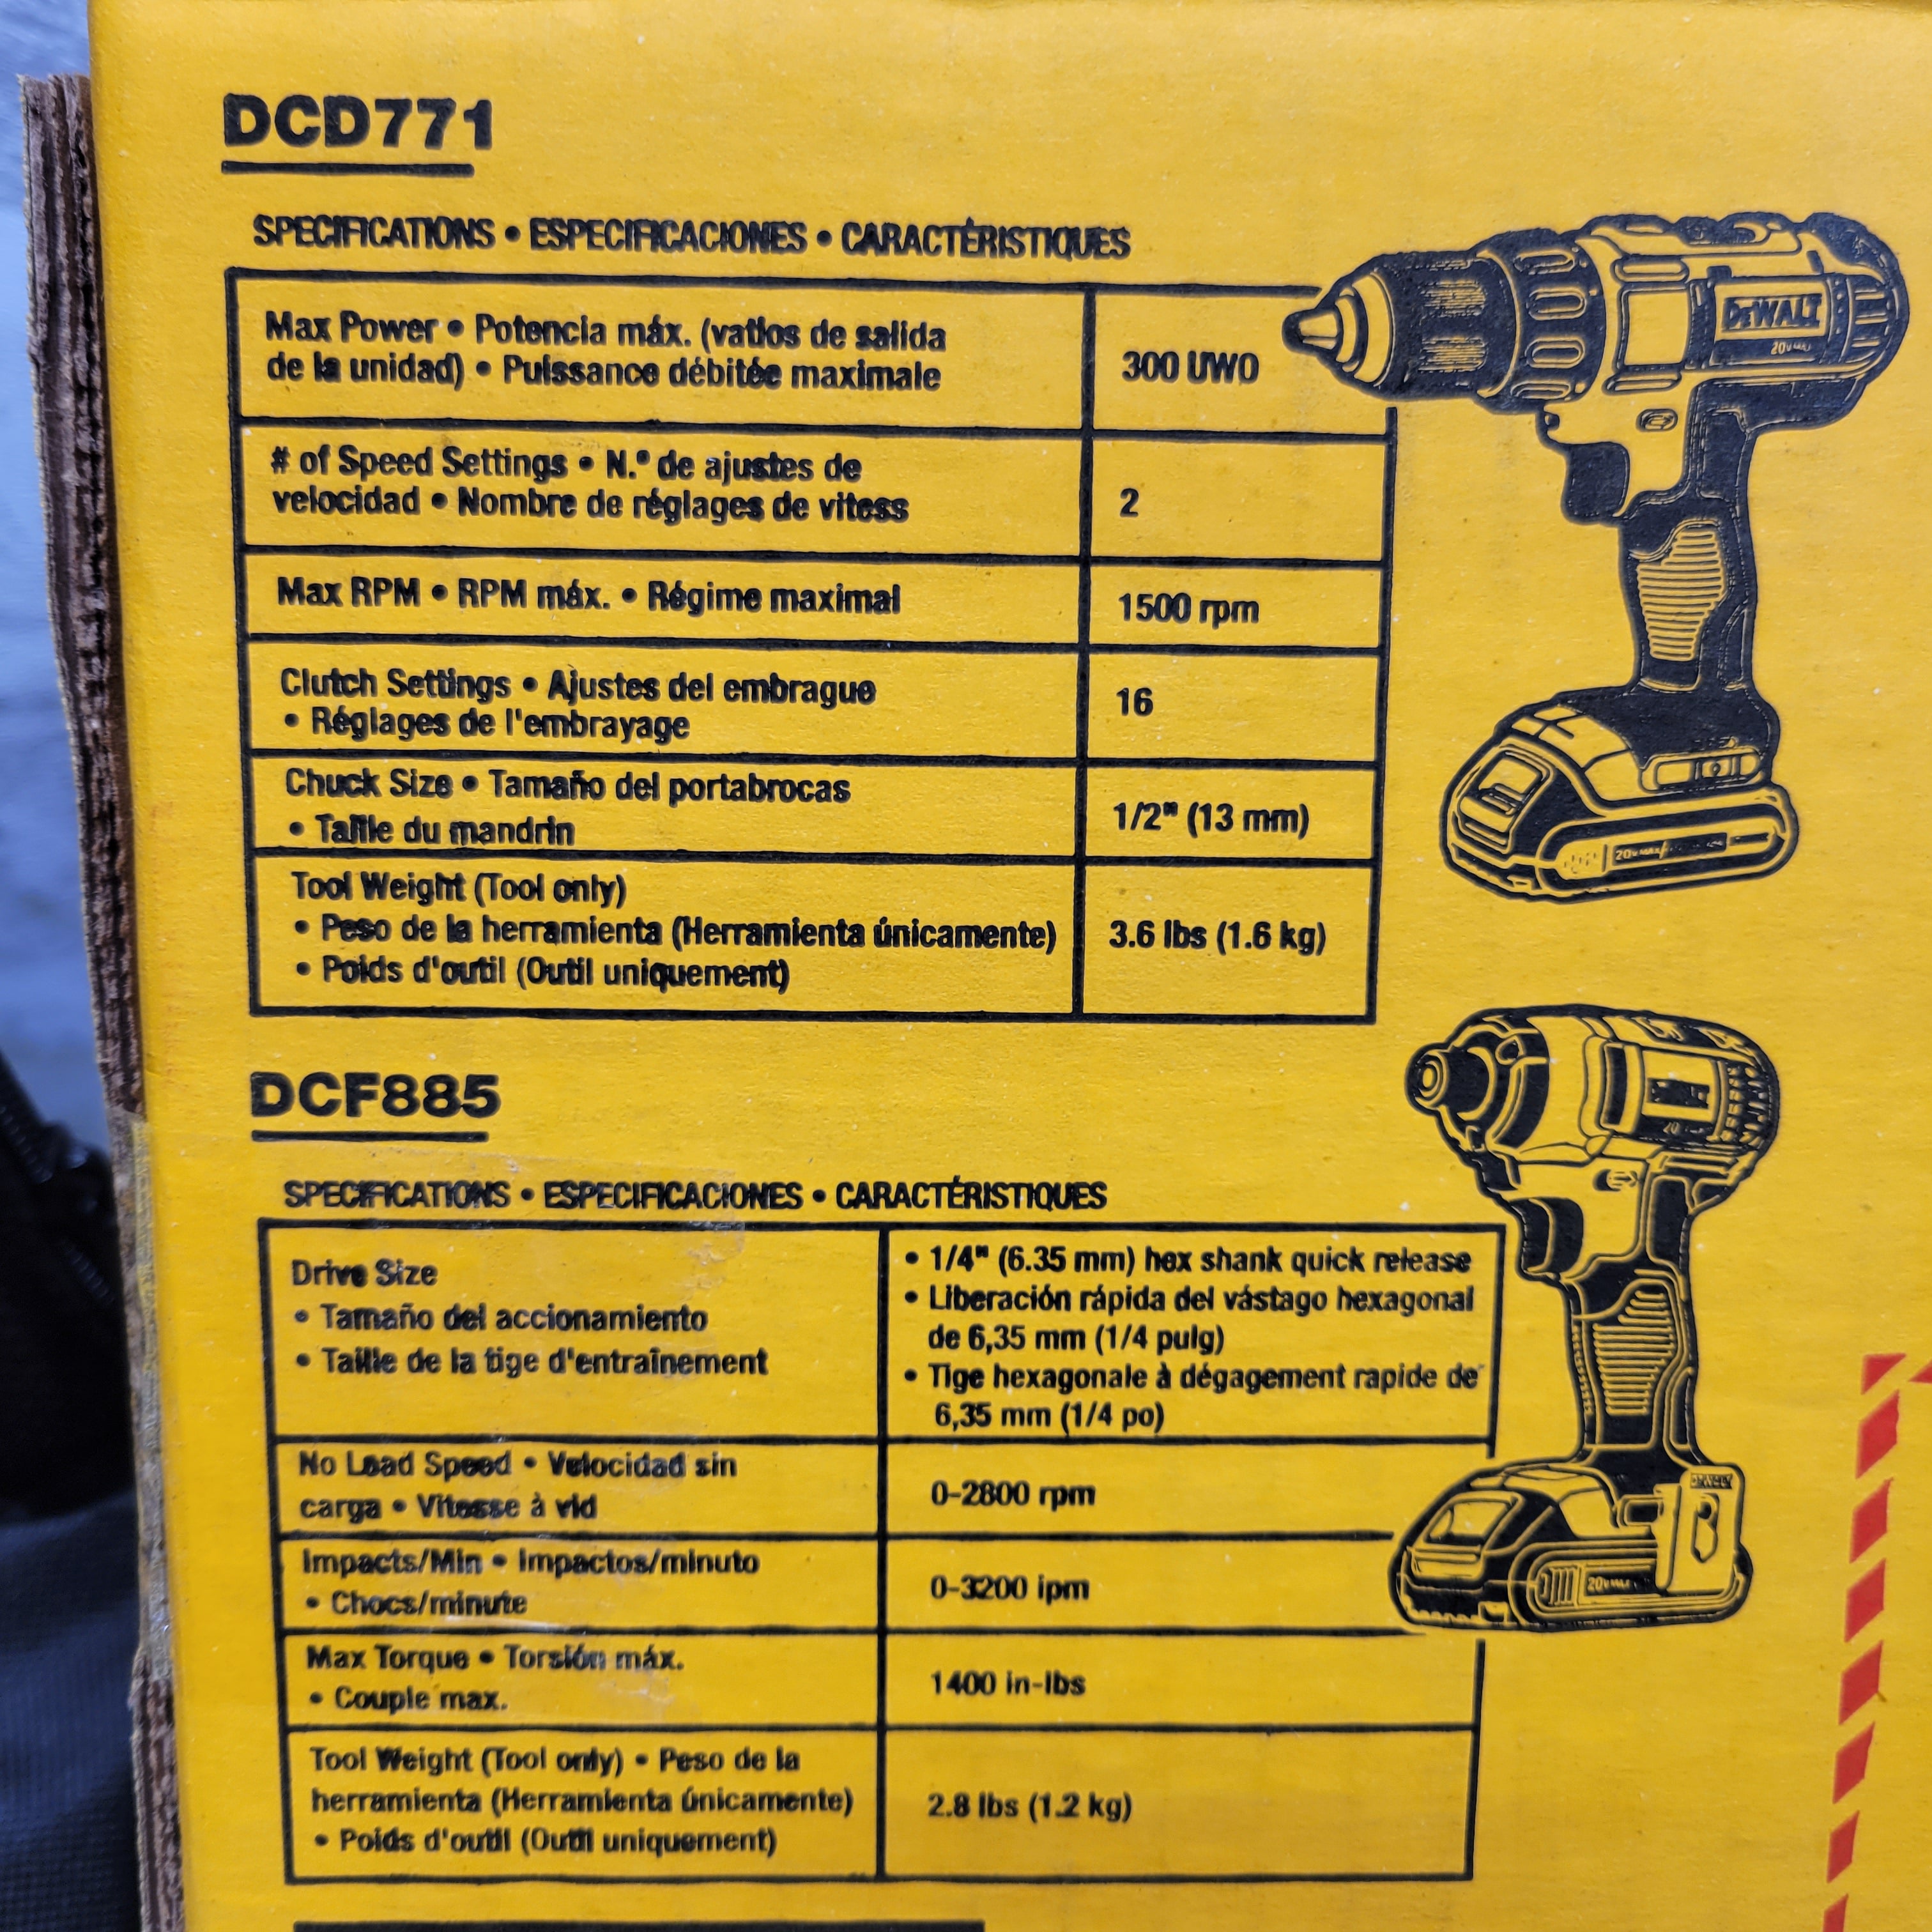 DCD771
SPECIFICATIONS • ESPECIFICACIONES • CARACTÉRISTIQUES
Max Power • Potencia máx. (vatios de salida
de la unidad) • Puissance débitée maximale
300 UWO
# of Speed Settings • N.º de ajustes de
velocidad • Nombre de réglages de vitess
2
Max RPM • RPM máx. • Régime maximal
1500 rpm
Clutch Settings • Ajustes del embrague
• Réglages de l'embrayage
16
Chuck Size • Tamaño del portabrocas
• Taille du mandrin
1/2" (13 mm)
Tool Weight (Tool only)
• Peso de la herramienta (Herramienta únicamente)
• Poids d'outil (Outil uniquement)
3.6 lbs (1.6 kg)
DEWALT
20V MAX
20V MAX
DCF885
SPECIFICATIONS • ESPECIFICACIONES • CARACTÉRISTIQUES
Drive Size
• Tamaño del accionamiento
• Taille de la tige d'entraînement
• 1/4" (6.35 mm) hex shank quick release
• Liberación rápida del vástago hexagonal
de 6,35 mm (1/4 pulg)
• Tige hexagonale à dégagement rapide de
6,35 mm (1/4 po)
No Load Speed • Velocidad sin
carga • Vitesse à vid
0-2800 rpm
Impacts/Min • Impactos/minuto
• Chocs/minute
0-3200 ipm
Max Torque • Torsión máx.
• Couple max.
1400 in-lbs
Tool Weight (Tool only) • Peso de la
herramienta (Herramienta únicamente)
• Poids d'outil (Outil uniquement)
2.8 lbs (1.2 kg)
20V MAX